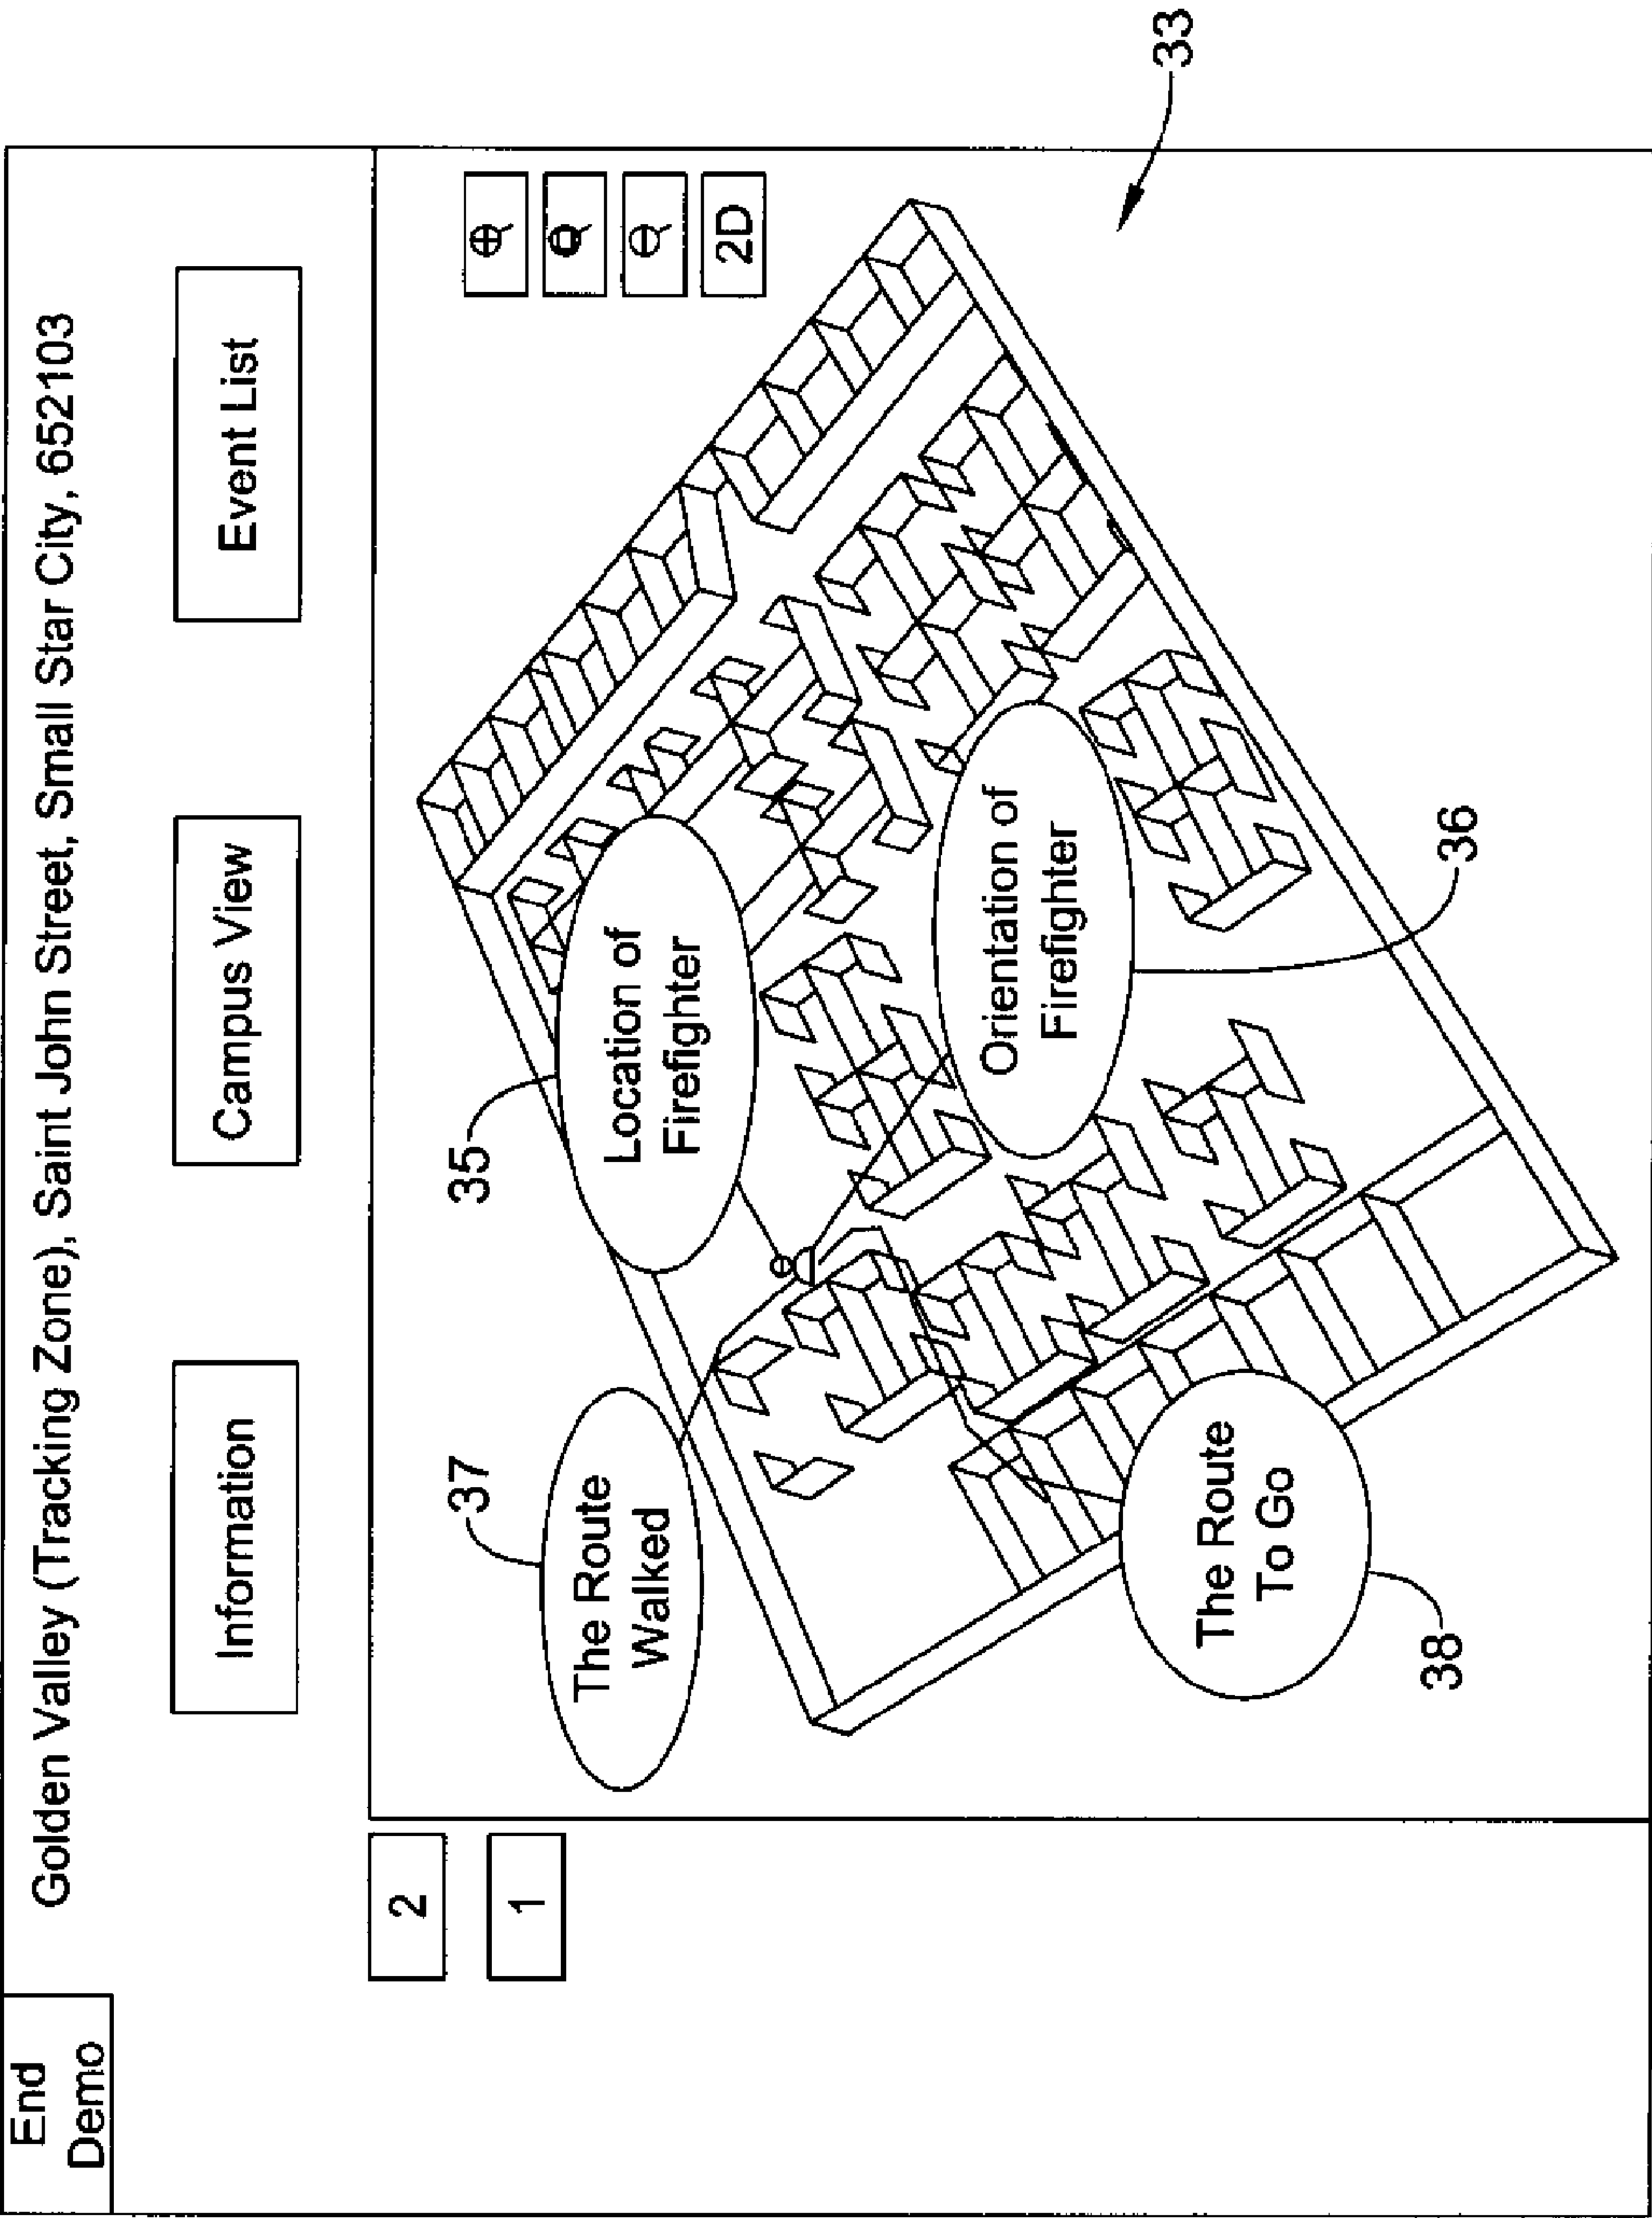 End
Demo
Golden Valley (Tracking Zone), Saint John Street, Small Star City, 652103
Information
Campus View
Event List
2
1
2D
37
35
The Route
Walked
Location of
Firefighter
Orientation of
Firefighter
The Route
To Go
38
36
33